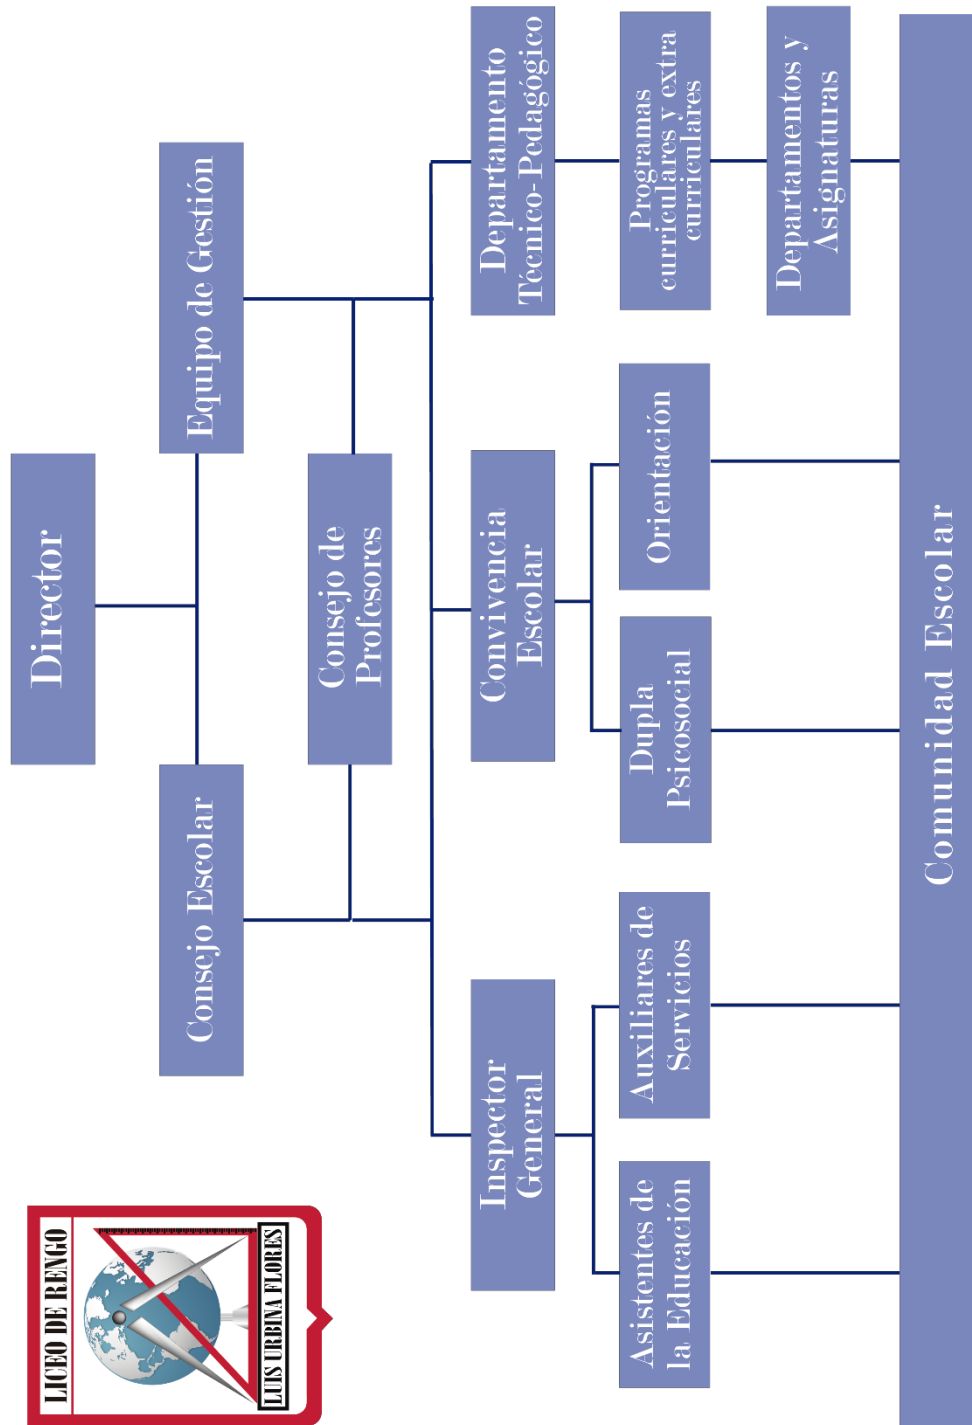 LICEO DE RENGO
LUIS URBINA FLORES
Director
Consejo Escolar
Equipo de Gestión
Consejo de
Profesores
Inspector
General
Convivencia
Escolar
Departamento
Técnico-Pedagógico
Asistentes de
la Educación
Auxiliares de
Servicios
Dupla
Psicosocial
Orientación
Programas
curriculares y extra
curriculares
Departamentos y
Asignaturas
Comunidad Escolar